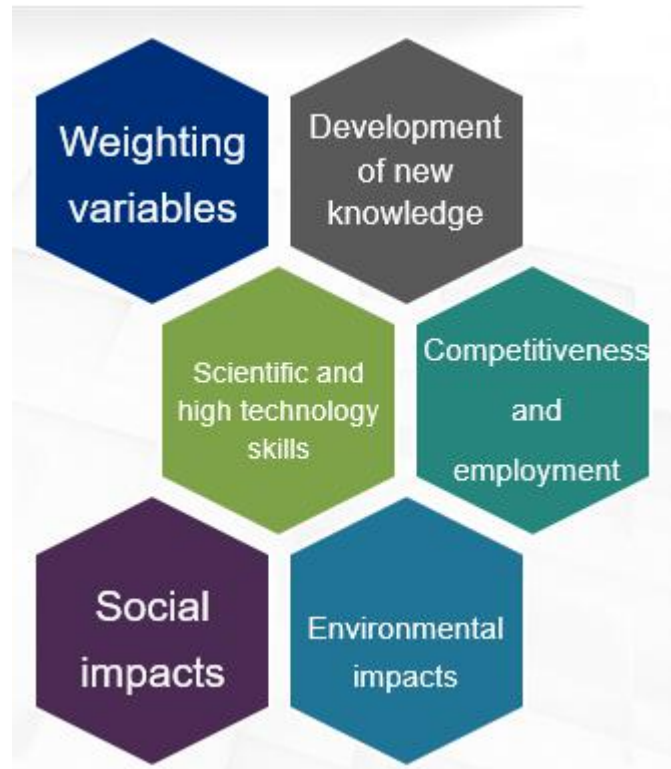 Weighting
variables
Development
of new
knowledge
Scientific and
high technology
skills
Competitiveness
and
employment
Social
impacts
Environmental
impacts